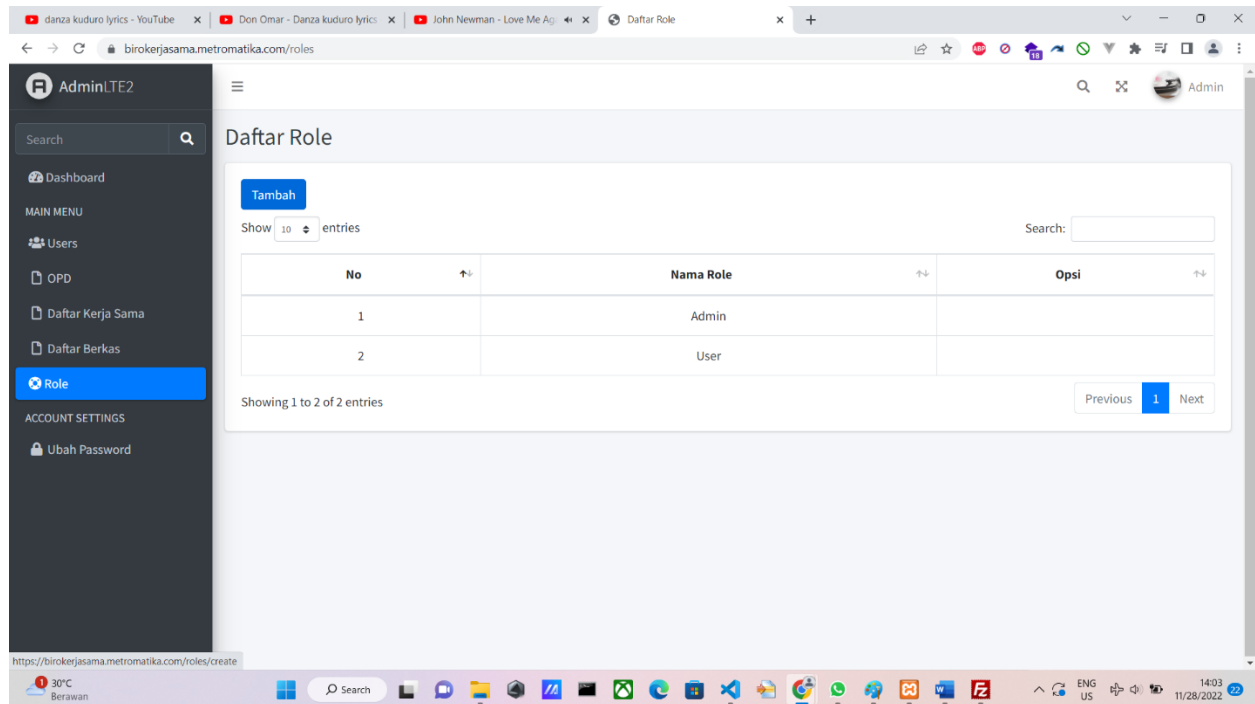 danza kuduro lyrics - YouTube
Don Omar - Danza kuduro lyrics
John Newman - Love Me Ag
Daftar Role
birokerjasama.metromatika.com/roles
ABP
18
AdminLTE2
Admin
Search
Daftar Role
Dashboard
Tambah
MAIN MENU
Show 10 entries
Search:
Users
No
Nama Role
Opsi
OPD
1
Admin
Daftar Kerja Sama
Daftar Berkas
2
User
Role
Showing 1 to 2 of 2 entries
Previous 1 Next
ACCOUNT SETTINGS
Ubah Password
https://birokerjasama.metromatika.com/roles/create
1
30°C
Berawan
Search
ENG
US
14:03
11/28/2022
22